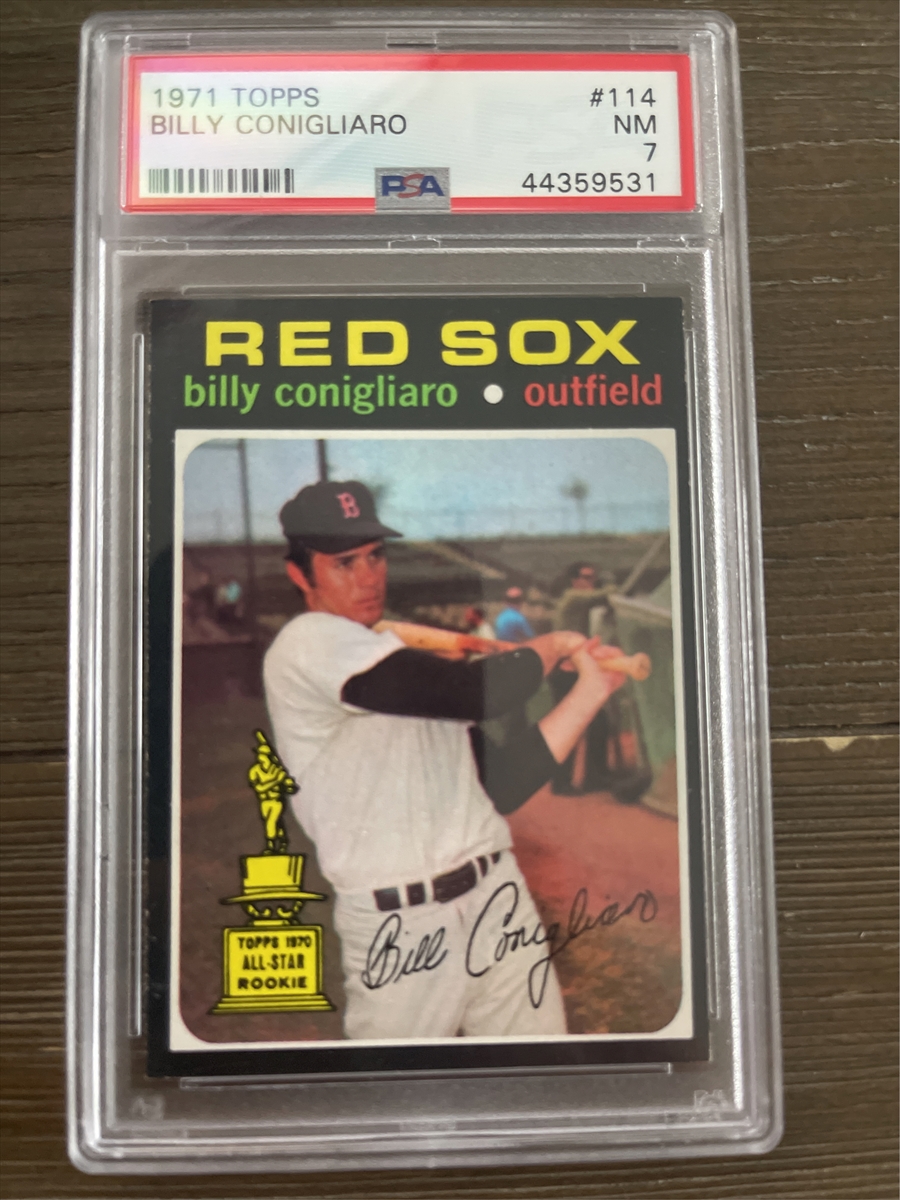 1971 TOPPS #114
BILLY CONIGLIARO NM
7
PSA 44359531
RED SOX
billy conigliaro • outfield
B
TOPPS 1970
ALL-STAR
ROOKIE
Bill Conigliaro